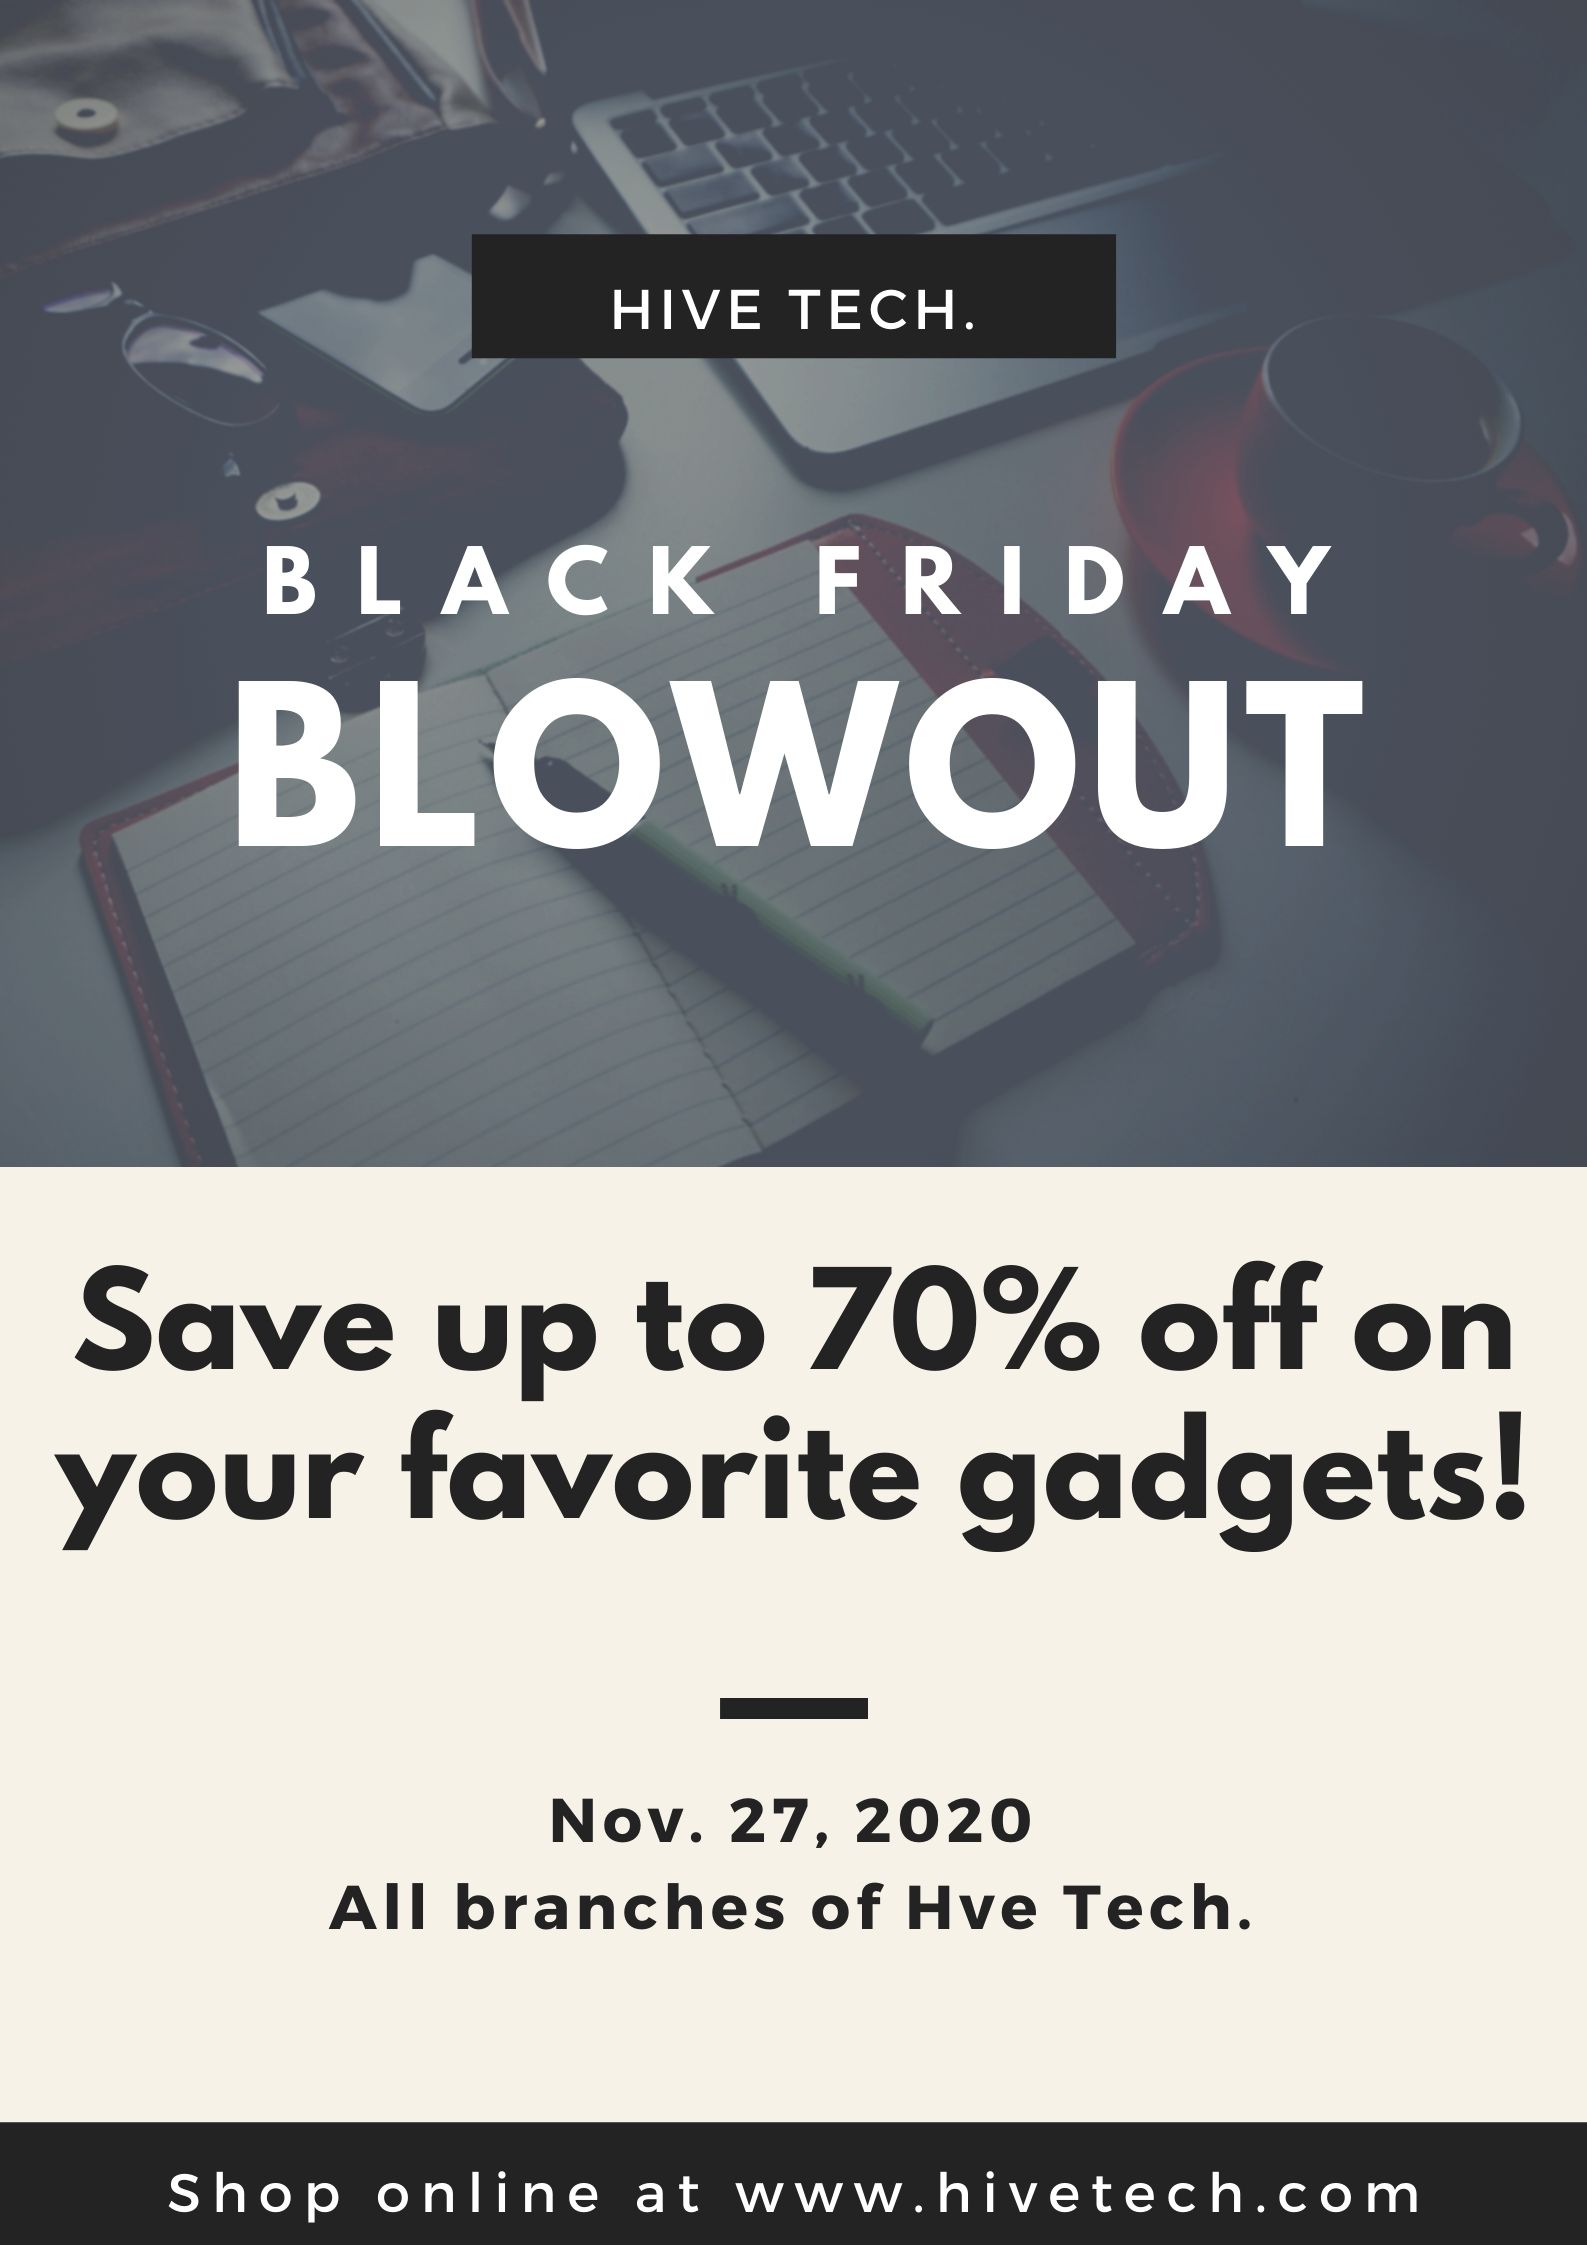 HIVE TECH.
BLACK FRIDAY
BLOWOUT
Save up to 70% off on
your favorite gadgets!
Nov. 27, 2020
All branches of Hve Tech.
Shop online at www.hivetech.com